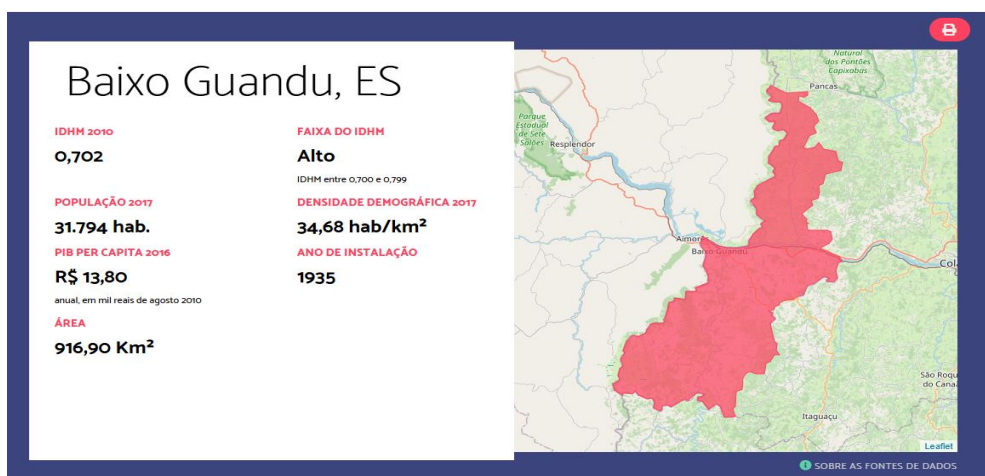 Baixo Guandu, ES
IDHM 2010
0,702
FAIXA DO IDHM
Alto
IDHM entre 0,700 e 0,799
POPULAÇÃO 2017
31.794 hab.
DENSIDADE DEMOGRÁFICA 2017
34,68 hab/km²
PIB PER CAPITA 2016
R$ 13,80
anual, em mil reais de agosto 2010
ANO DE INSTALAÇÃO
1935
ÁREA
916,90 Km²
Natural
dos Pontões
Capixabas
Pancas
Parque
Estadual
de Sete
Salões
Resplendor
Aimorés
Baixo Guandu
Col
São Roqu
do Canaã
Itaguaçu
Leaflet
SOBRE AS FONTES DE DADOS